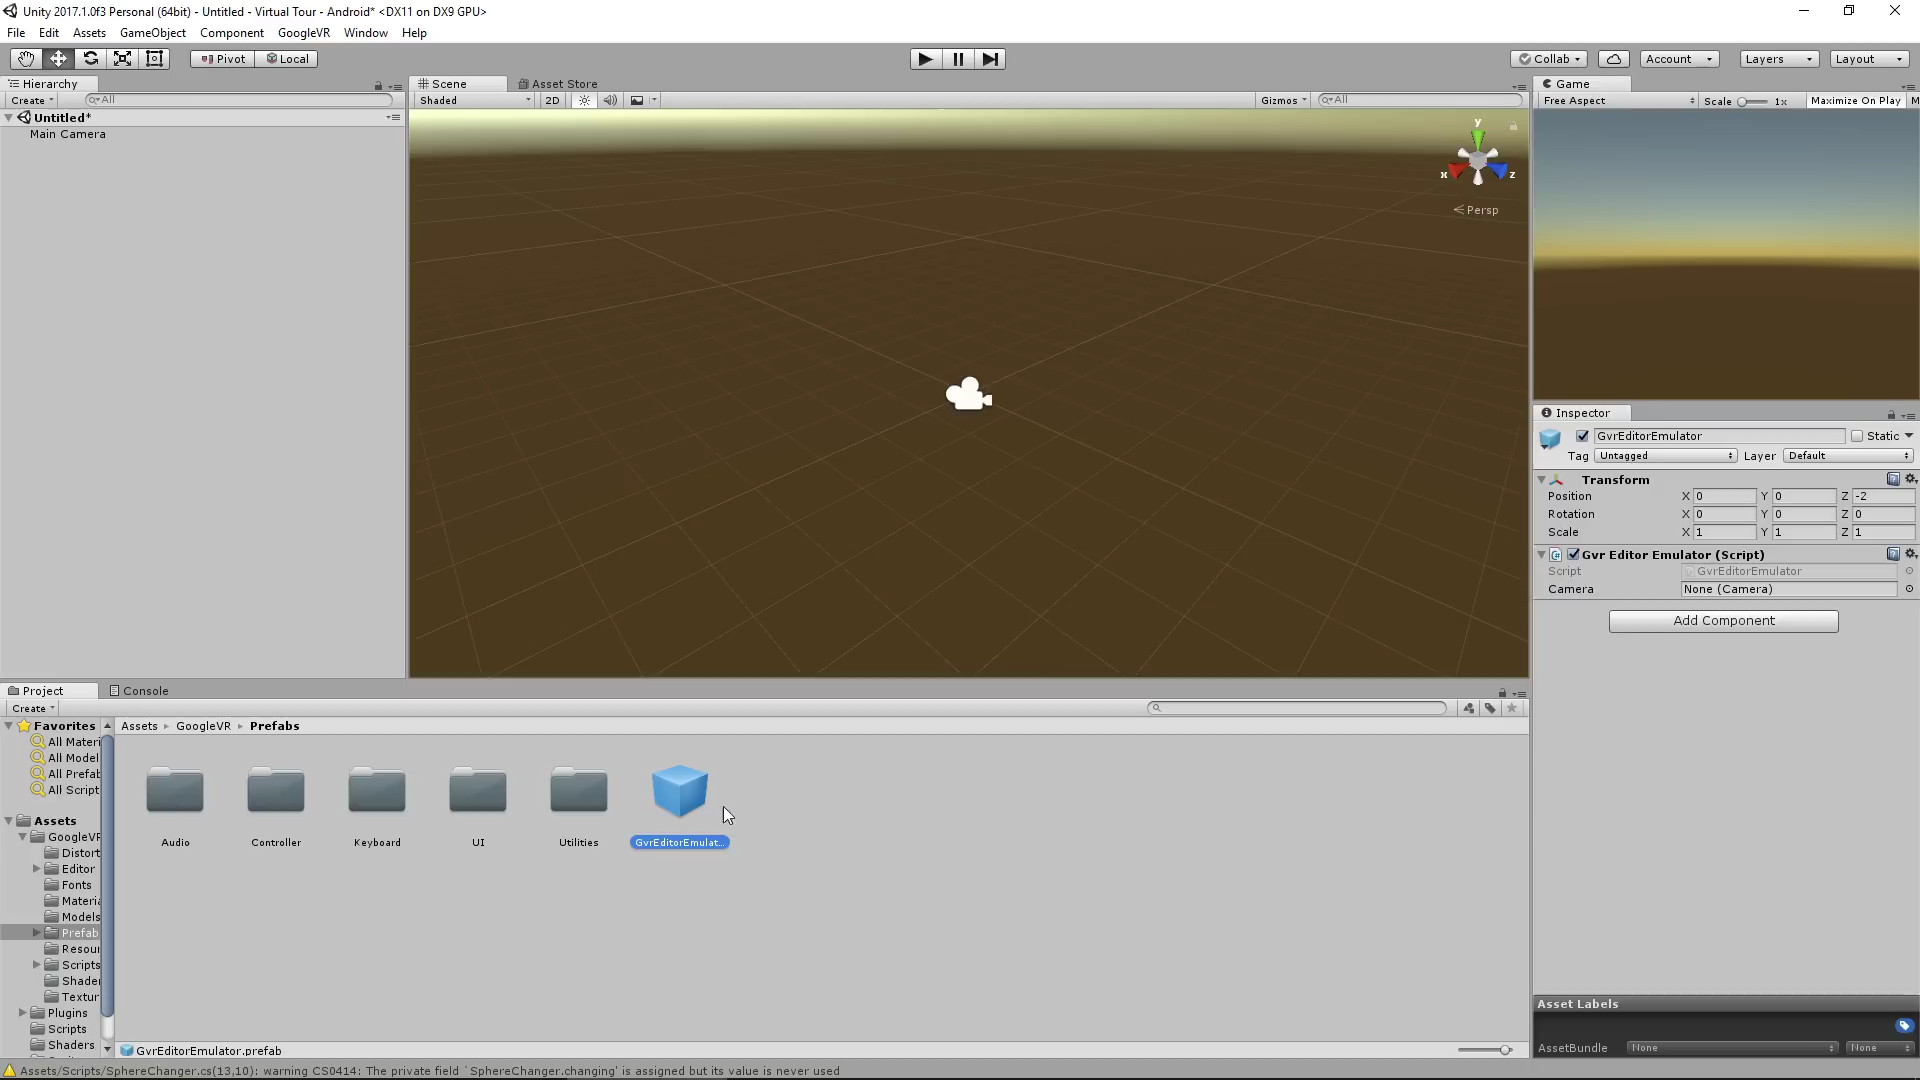 Unity 2017.1.0f3 Personal (64bit) - Untitled - Virtual Tour - Android* <DX11 on DX9 GPU>
File Edit Assets GameObject Component GoogleVR Window Help
Pivot Local Collab Account Layers Layout
Hierarchy
Create All
Untitled*
Main Camera
Scene Asset Store
Shaded 2D Gizmos All
y
x z
Persp
Game
Free Aspect Scale 1x Maximize On Play M
Inspector
GvrEditorEmulator Static
Tag Untagged Layer Default
Transform
Position X 0 Y 0 Z -2
Rotation X 0 Y 0 Z 0
Scale X 1 Y 1 Z 1
Gvr Editor Emulator (Script)
Script GvrEditorEmulator
Camera None (Camera)
Add Component
Project Console
Create
Favorites
All Materi
All Model
All Prefab
All Script
Assets
GoogleVR
Distort
Editor
Fonts
Materia
Models
Prefab
Resour
Scripts
Shader
Textur
Plugins
Scripts
Shaders
Assets GoogleVR Prefabs
Audio Controller Keyboard UI Utilities GvrEditorEmulat...
GvrEditorEmulator.prefab
Asset Labels
AssetBundle None None
Assets/Scripts/SphereChanger.cs(13,10): warning CS0414: The private field `SphereChanger.changing' is assigned but its value is never used